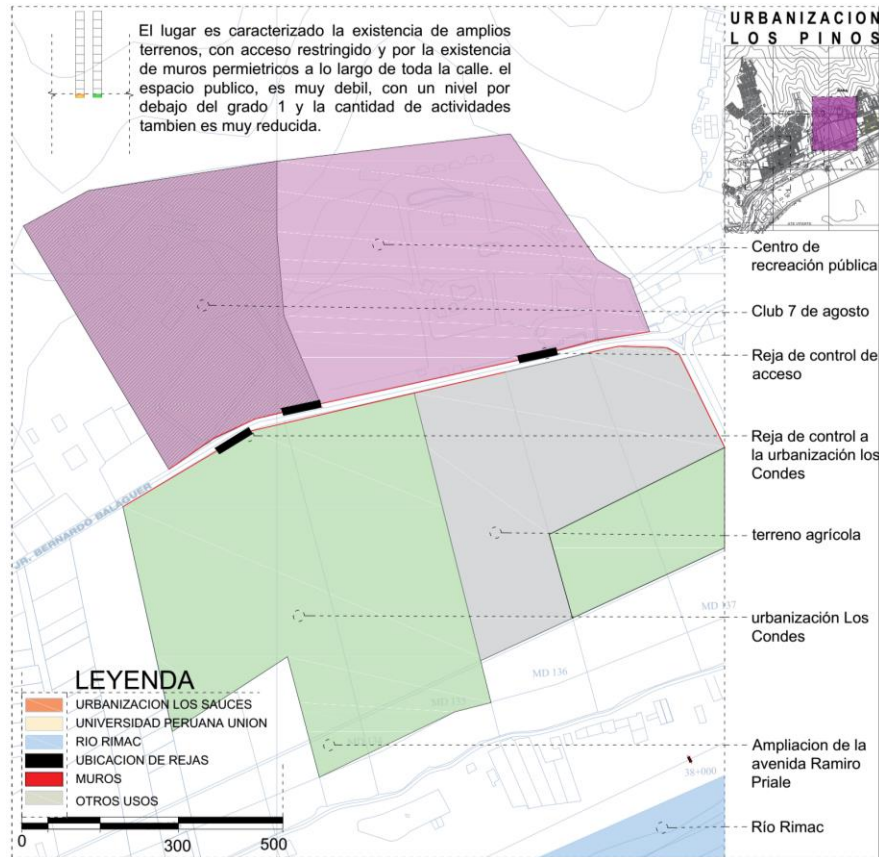 El lugar es caracterizado la existencia de amplios
terrenos, con acceso restringido y por la existencia
de muros permietricos a lo largo de toda la calle. el
espacio publico, es muy debil, con un nivel por
debajo del grado 1 y la cantidad de actividades
tambien es muy reducida.
URBANIZACION
LOS PINOS
Centro de
recreación pública
Club 7 de agosto
Reja de control de
acceso
Reja de control a
la urbanización los
Condes
terreno agrícola
urbanización Los
Condes
Ampliacion de la
avenida Ramiro
Priale
Río Rimac
JR. BERNARDO BALAGUER
MD 137
MD 136
38+000
LEYENDA
URBANIZACION LOS SAUCES
UNIVERSIDAD PERUANA UNION
RIO RIMAC
UBICACION DE REJAS
MUROS
OTROS USOS
0 300 500